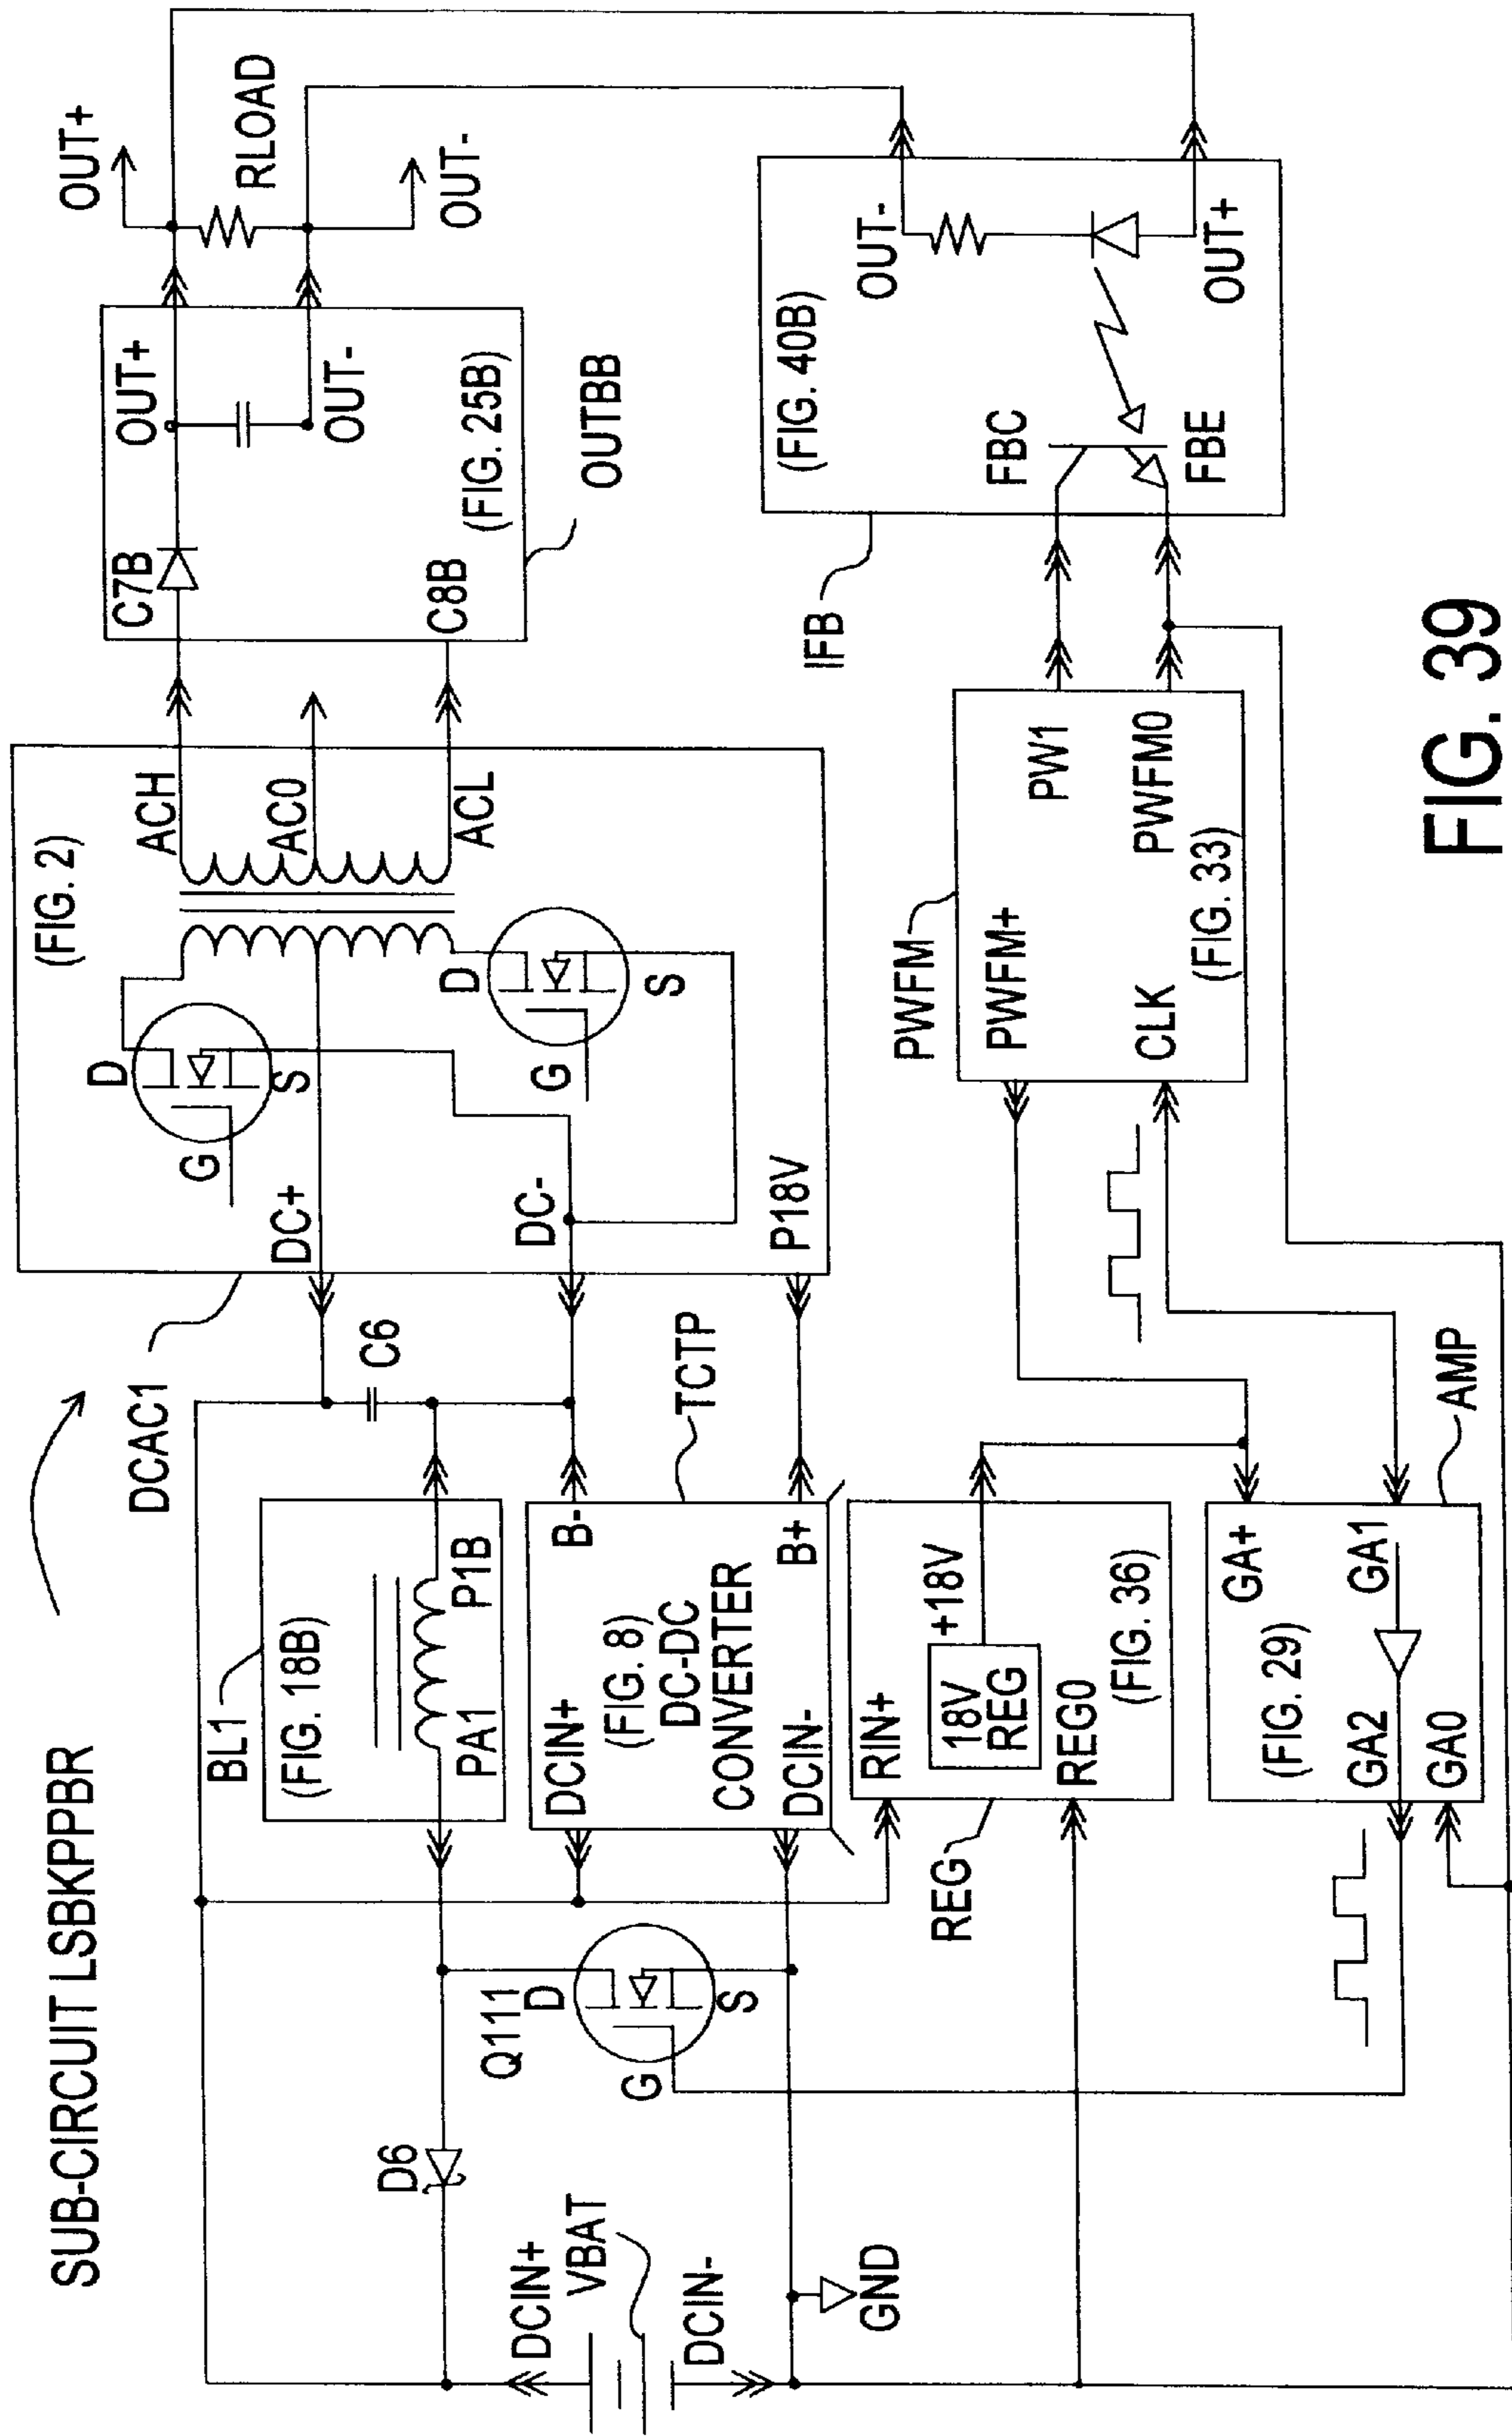 SUB-CIRCUIT LSBKPPBR
DCAC1
(FIG. 2)
D
G
S
DC+
DC-
P18V
D
G
S
ACH
AC0
ACL
C7B
C8B
OUT+
OUT-
(FIG. 25B)
OUTBB
OUT+
RLOAD
OUT-
BL1
(FIG. 18B)
PA1
P1B
C6
DCIN+
(FIG. 8)
DC-DC
CONVERTER
DCIN-
B-
B+
TCTP
D6
Q111
D
G
S
DCIN+
VBAT
DCIN-
GND
REG
RIN+
18V
REG
+18V
REG0
(FIG. 36)
GA+
(FIG. 29)
GA2
GA1
GA0
AMP
PWFM
PWFM+
CLK
PW1
PWFM0
(FIG. 33)
IFB
(FIG. 40B)
FBC
FBE
OUT-
OUT+
FIG. 39